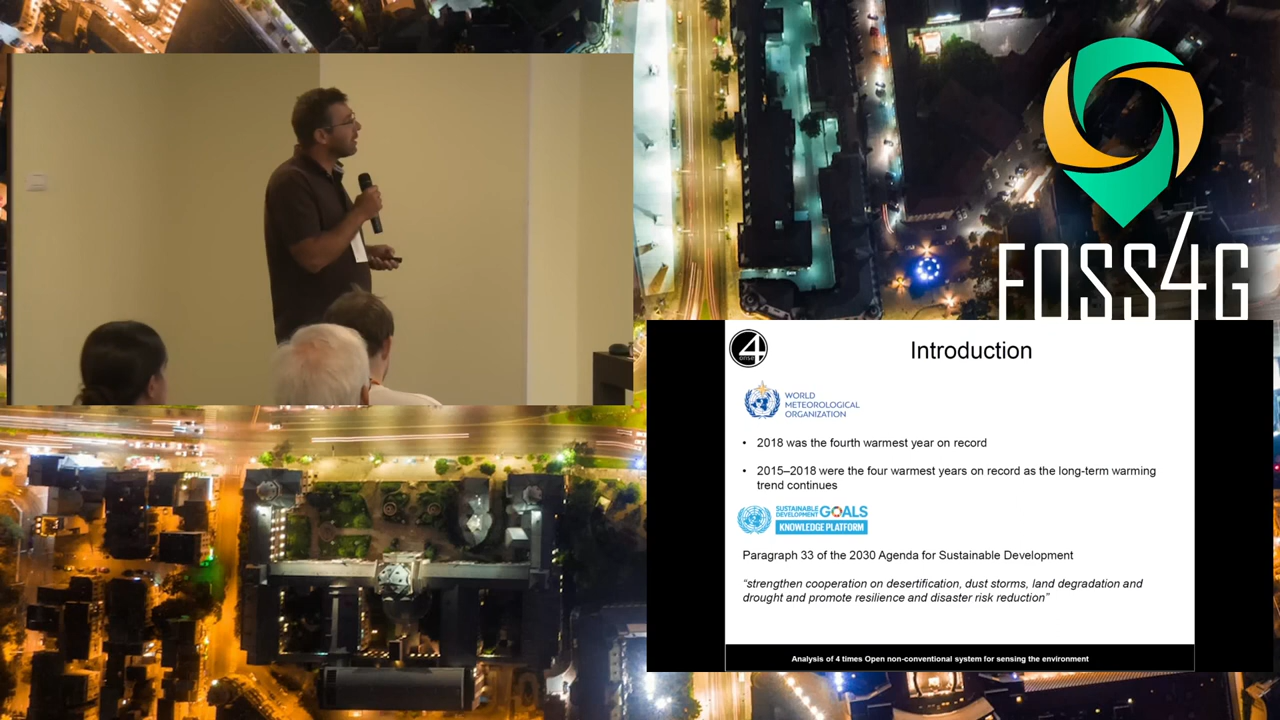 FOSS4G
4
onse
Introduction
WORLD
METEOROLOGICAL
ORGANIZATION
• 2018 was the fourth warmest year on record
• 2015–2018 were the four warmest years on record as the long-term warming
trend continues
SUSTAINABLE
DEVELOPMENT GOALS
KNOWLEDGE PLATFORM
Paragraph 33 of the 2030 Agenda for Sustainable Development
“strengthen cooperation on desertification, dust storms, land degradation and
drought and promote resilience and disaster risk reduction”
Analysis of 4 times Open non-conventional system for sensing the environment